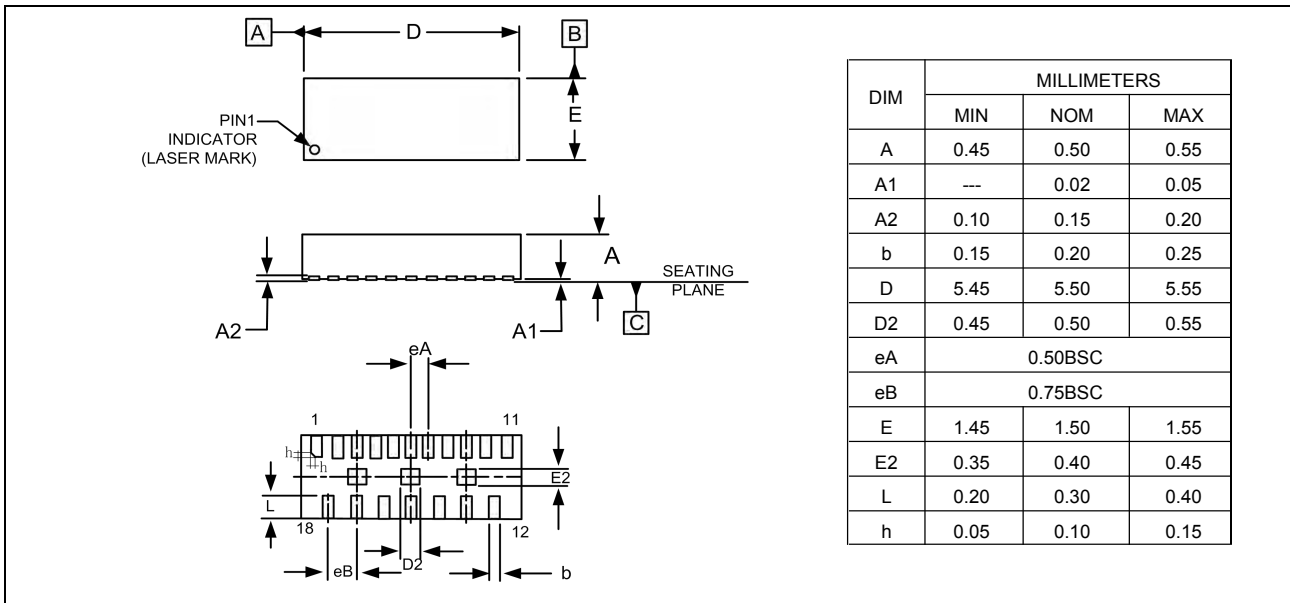 A
D
B
PIN1
INDICATOR
(LASER MARK)
E
A
SEATING
PLANE
A2
A1
C
eA
1
11
h
h
E2
L
18
12
eB
D2
b
DIM MILLIMETERS
MIN NOM MAX
A 0.45 0.50 0.55
A1 --- 0.02 0.05
A2 0.10 0.15 0.20
b 0.15 0.20 0.25
D 5.45 5.50 5.55
D2 0.45 0.50 0.55
eA 0.50BSC
eB 0.75BSC
E 1.45 1.50 1.55
E2 0.35 0.40 0.45
L 0.20 0.30 0.40
h 0.05 0.10 0.15